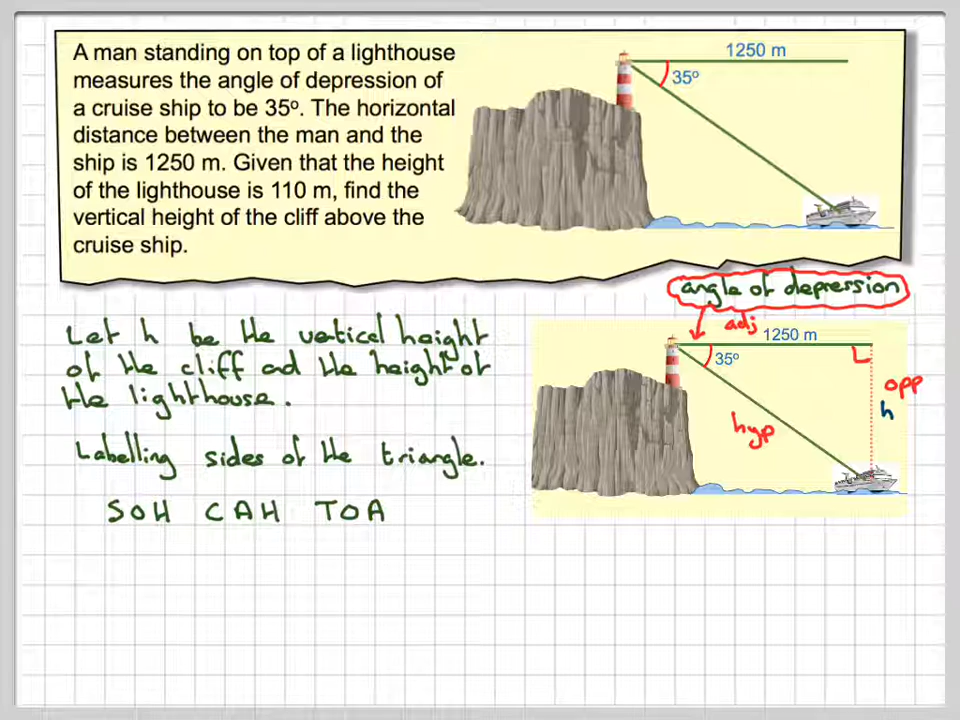 A man standing on top of a lighthouse
measures the angle of depression of
a cruise ship to be 35º. The horizontal
distance between the man and the
ship is 1250 m. Given that the height
of the lighthouse is 110 m, find the
vertical height of the cliff above the
cruise ship.
1250 m
35º
angle of depression
Let h be the vertical height
of the cliff and the height of
the lighthouse.
Labelling sides of the triangle.
SOH CAH TOA
adj
1250 m
35º
opp
h
hyp